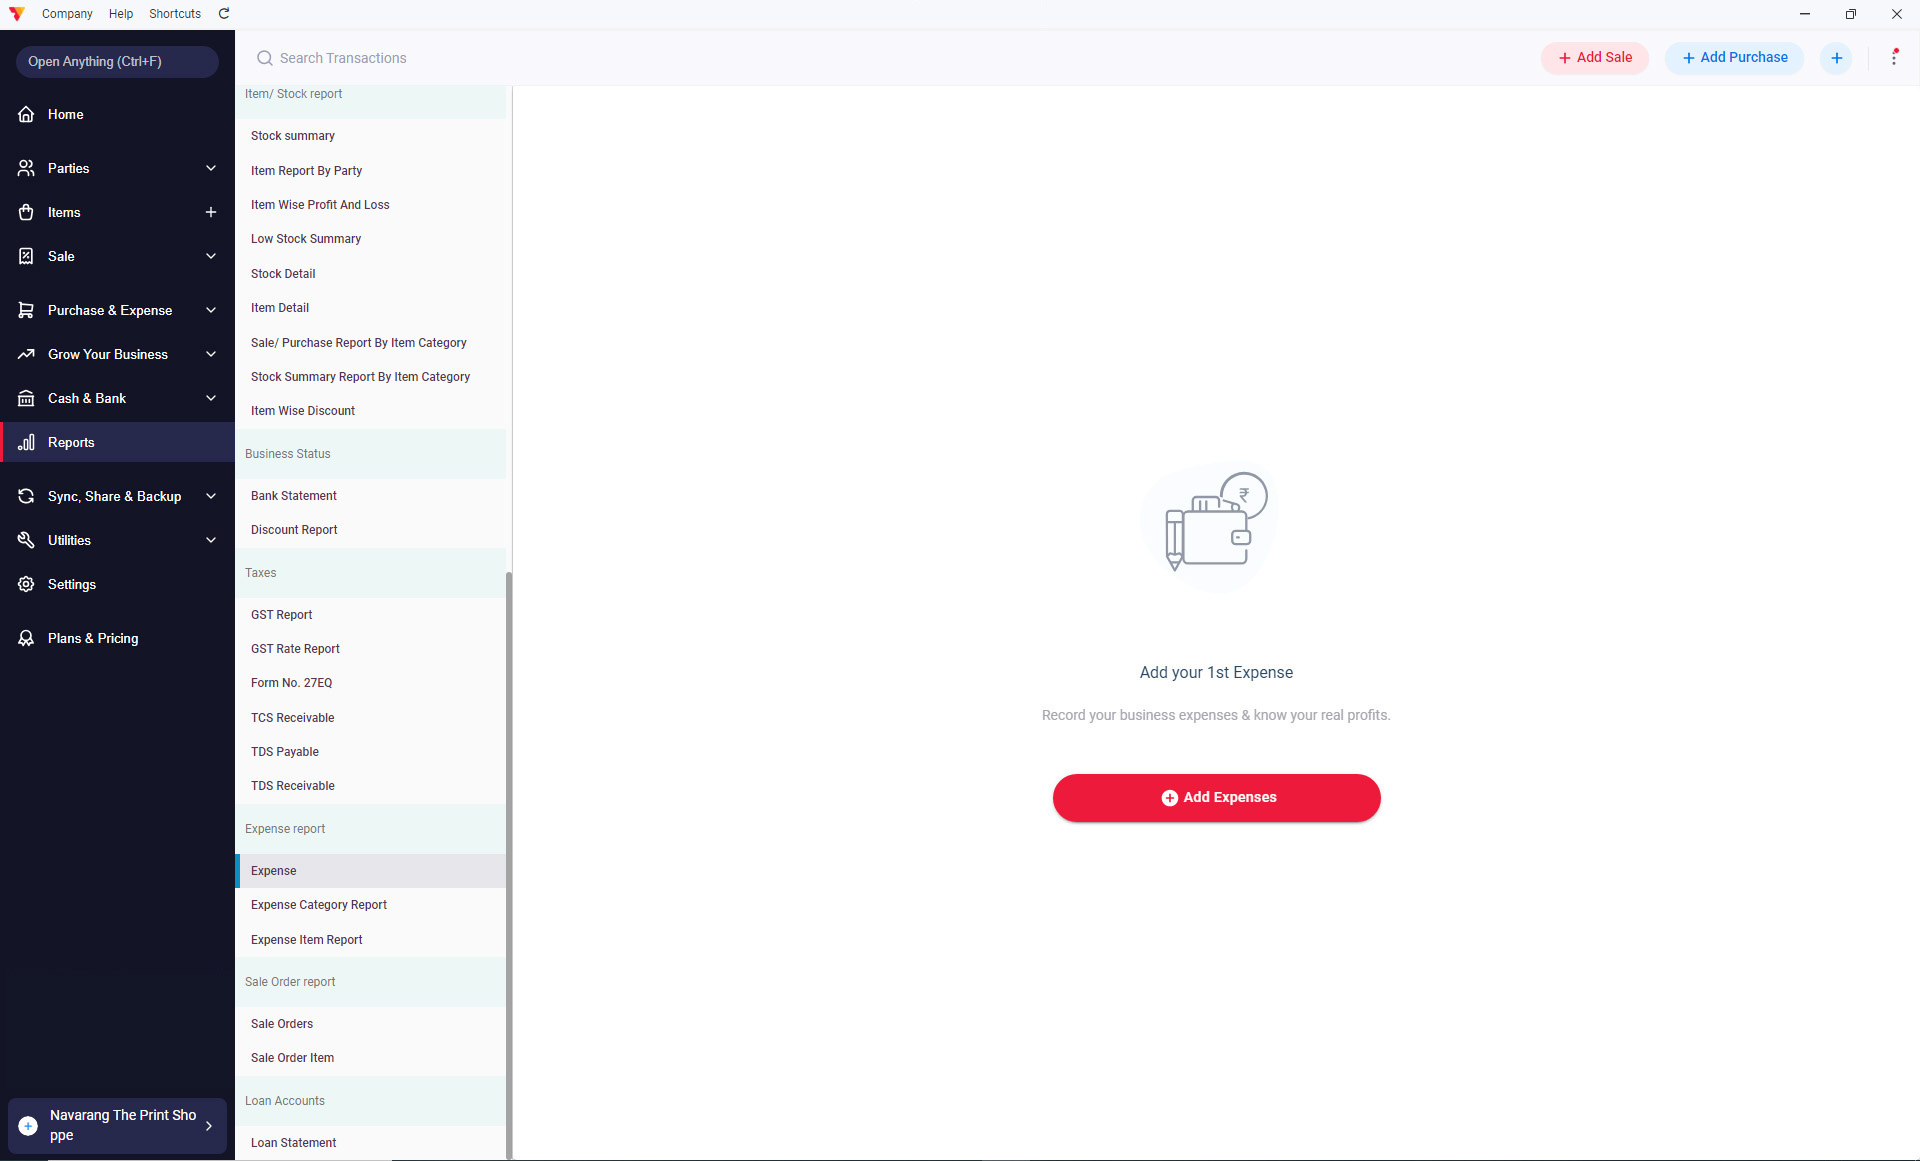 Company Help Shortcuts
Open Anything (Ctrl+F)
Search Transactions
Add Sale
Add Purchase
Home
Parties
Items
Sale
Purchase & Expense
Grow Your Business
Cash & Bank
Reports
Sync, Share & Backup
Utilities
Settings
Plans & Pricing
Navarang The Print Sho
ppe
Item/ Stock report
Stock summary
Item Report By Party
Item Wise Profit And Loss
Low Stock Summary
Stock Detail
Item Detail
Sale/ Purchase Report By Item Category
Stock Summary Report By Item Category
Item Wise Discount
Business Status
Bank Statement
Discount Report
Taxes
GST Report
GST Rate Report
Form No. 27EQ
TCS Receivable
TDS Payable
TDS Receivable
Expense report
Expense
Expense Category Report
Expense Item Report
Sale Order report
Sale Orders
Sale Order Item
Loan Accounts
Loan Statement
₹
Add your 1st Expense
Record your business expenses & know your real profits.
Add Expenses